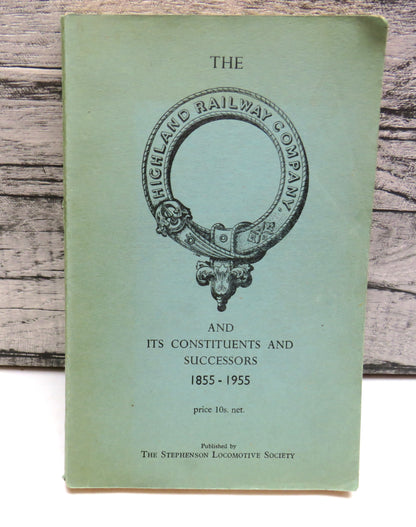 THE
HIGHLAND RAILWAY COMPANY.
AND
ITS CONSTITUENTS AND
SUCCESSORS
1855 - 1955
price 10s. net.
Published by
THE STEPHENSON LOCOMOTIVE SOCIETY